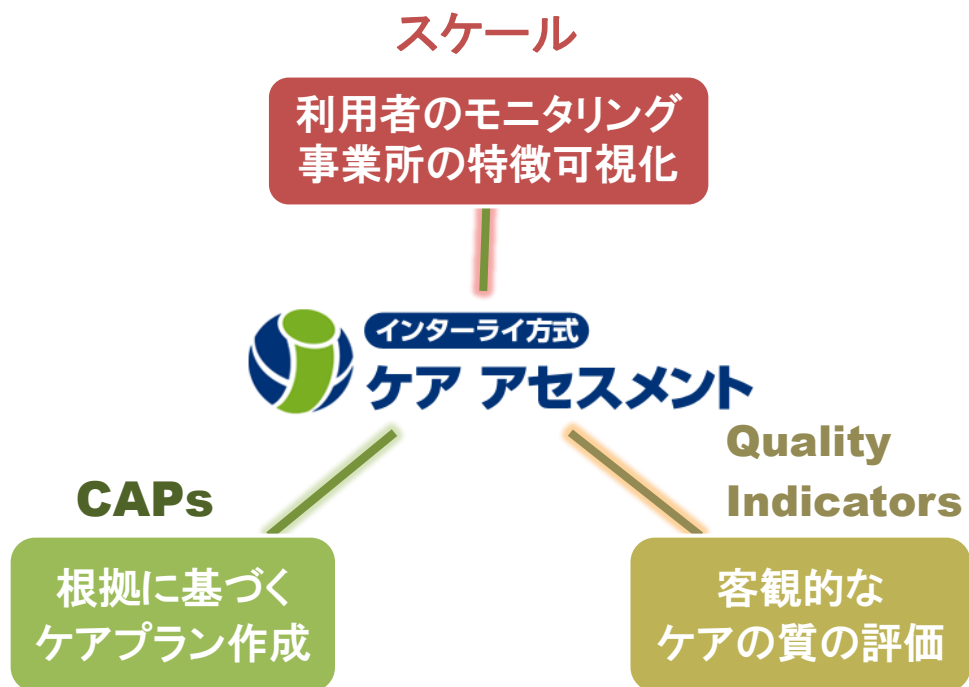 スケール
利用者のモニタリング
事業所の特徴可視化
インターライ方式
ケア アセスメント
CAPs
根拠に基づく
ケアプラン作成
Quality
Indicators
客観的な
ケアの質の評価